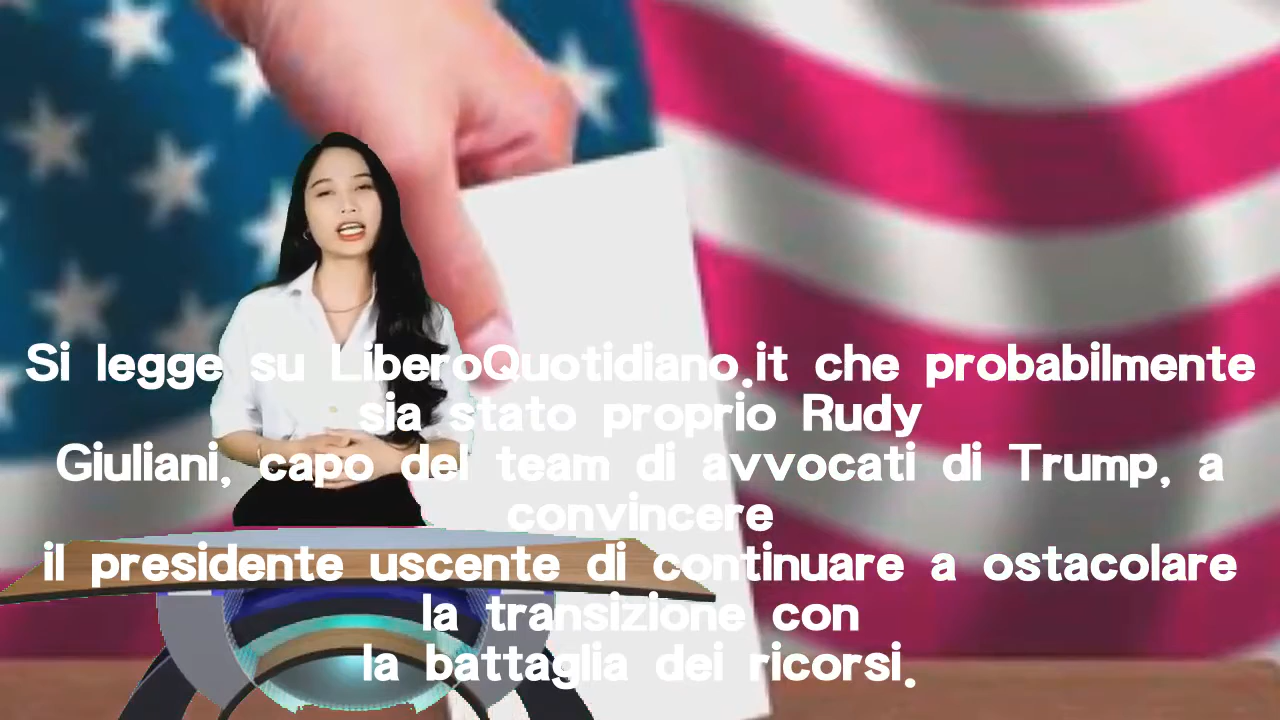 Si legge su LiberoQuotidiano.it che probabilmente
sia stato proprio Rudy
Giuliani, capo del team di avvocati di Trump, a
convincere
il presidente uscente di continuare a ostacolare
la transizione con
la battaglia dei ricorsi.